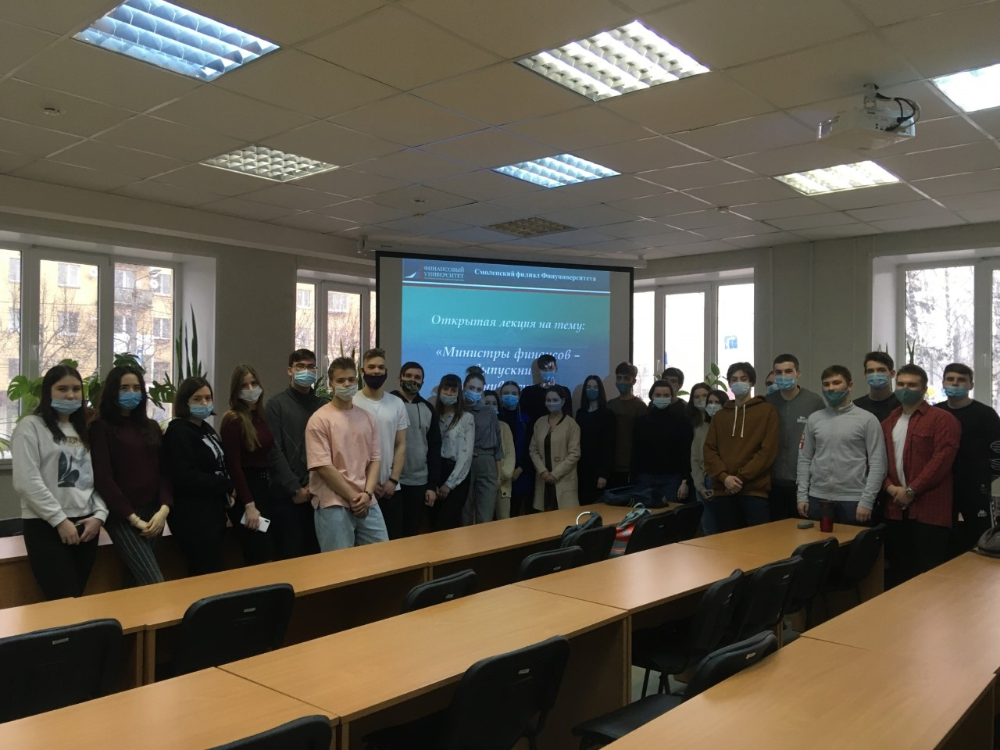 ФИНАНСОВЫЙ
УНИВЕРСИТЕТ
Смоленский филиал Финуниверситета
Открытая лекция на тему:
«Министры финансов –